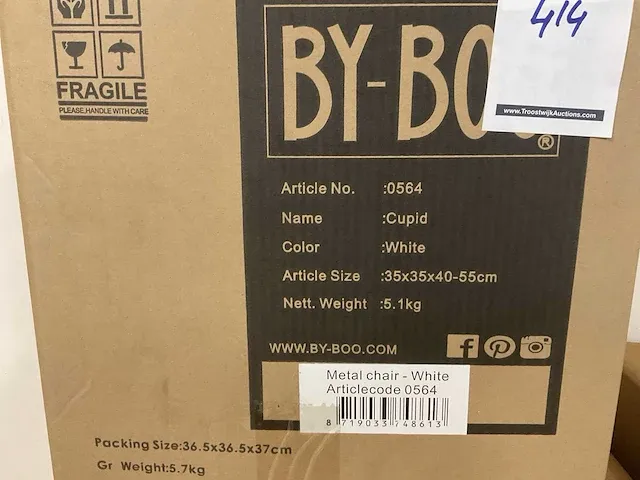 414
www.TroostwijkAuctions.com
FRAGILE
PLEASE,HANDLE WITH CARE
BY-BOO®
Article No. :0564
Name :Cupid
Color :White
Article Size :35x35x40-55cm
Nett. Weight :5.1kg
WWW.BY-BOO.COM
Metal chair - White
Articlecode 0564
8 719033 748613
Packing Size:36.5x36.5x37cm
Gr Weight:5.7kg